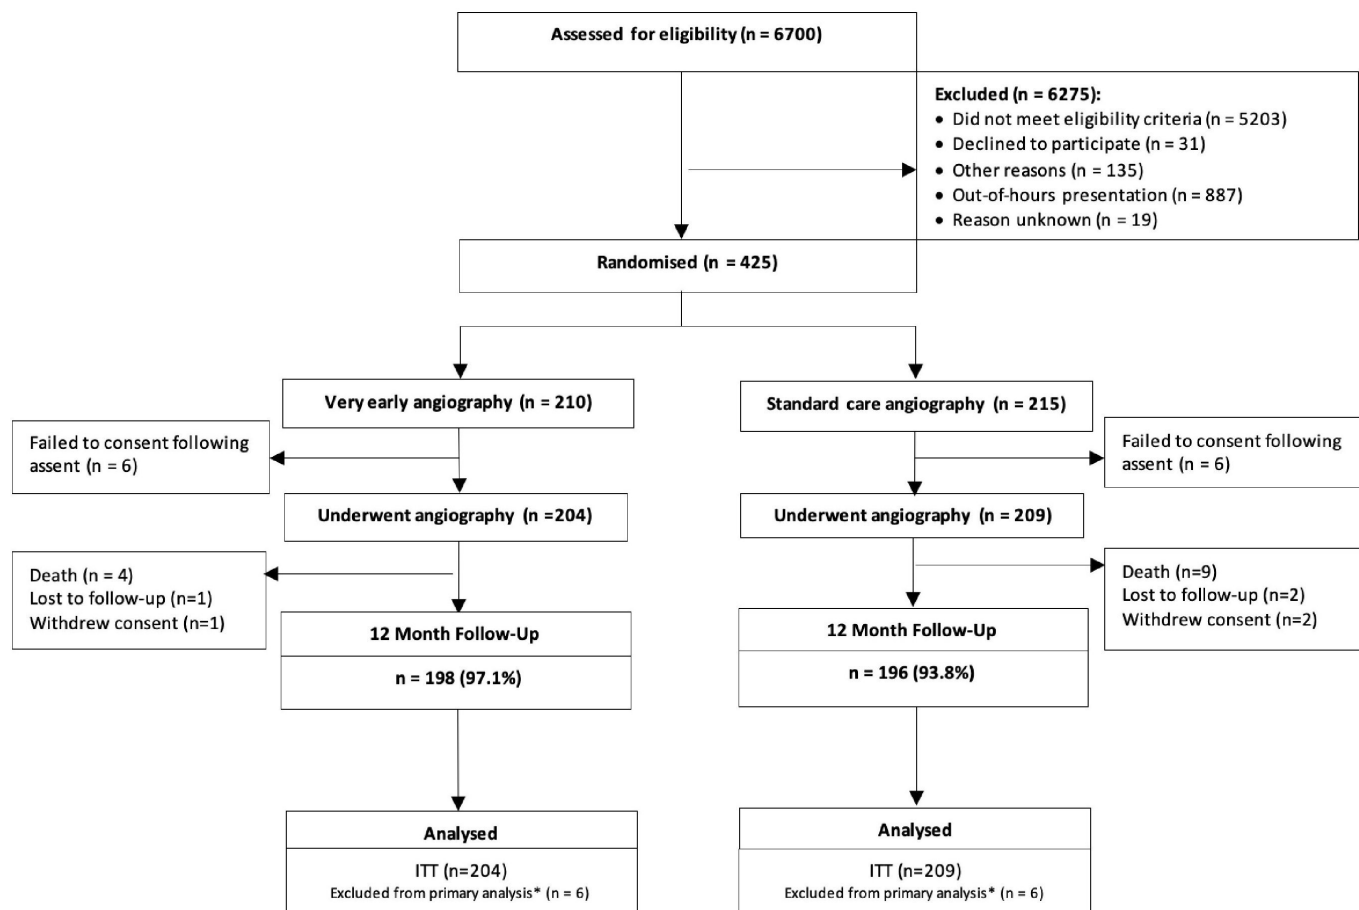 Assessed for eligibility (n = 6700)
Excluded (n = 6275):
• Did not meet eligibility criteria (n = 5203)
• Declined to participate (n = 31)
• Other reasons (n = 135)
• Out-of-hours presentation (n = 887)
• Reason unknown (n = 19)
Randomised (n = 425)
Very early angiography (n = 210)
Standard care angiography (n = 215)
Failed to consent following
assent (n = 6)
Failed to consent following
assent (n = 6)
Underwent angiography (n =204)
Underwent angiography (n = 209)
Death (n = 4)
Lost to follow-up (n=1)
Withdrew consent (n=1)
Death (n=9)
Lost to follow-up (n=2)
Withdrew consent (n=2)
12 Month Follow-Up
n = 198 (97.1%)
12 Month Follow-Up
n = 196 (93.8%)
Analysed
ITT (n=204)
Excluded from primary analysis* (n = 6)
Analysed
ITT (n=209)
Excluded from primary analysis* (n = 6)